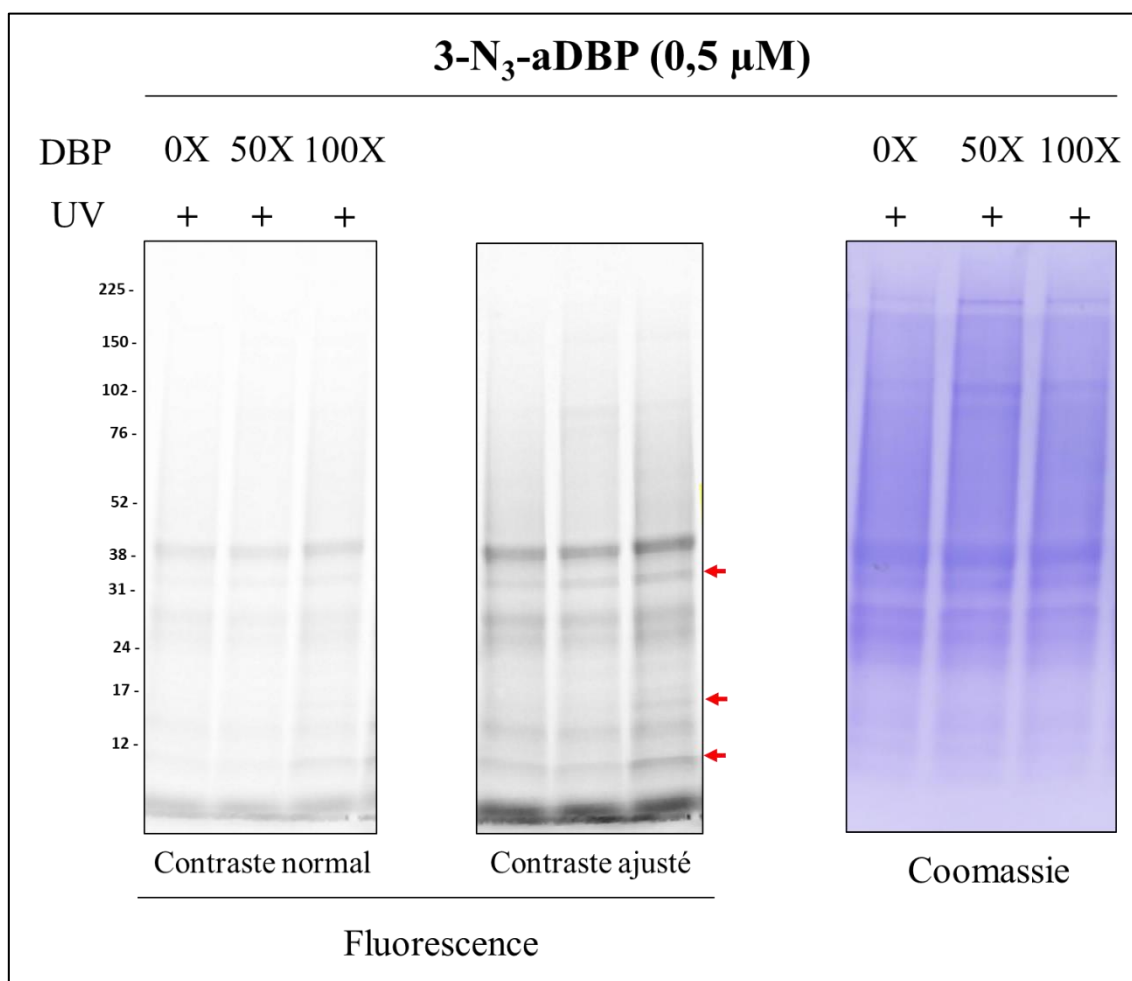 3-N₃-aDBP (0,5 µM)
DBP 0X 50X 100X 0X 50X 100X
UV + + + + + +
225 -
150 -
102 -
76 -
52 -
38 -
31 -
24 -
17 -
12 -
Contraste normal Contraste ajusté Coomassie
Fluorescence